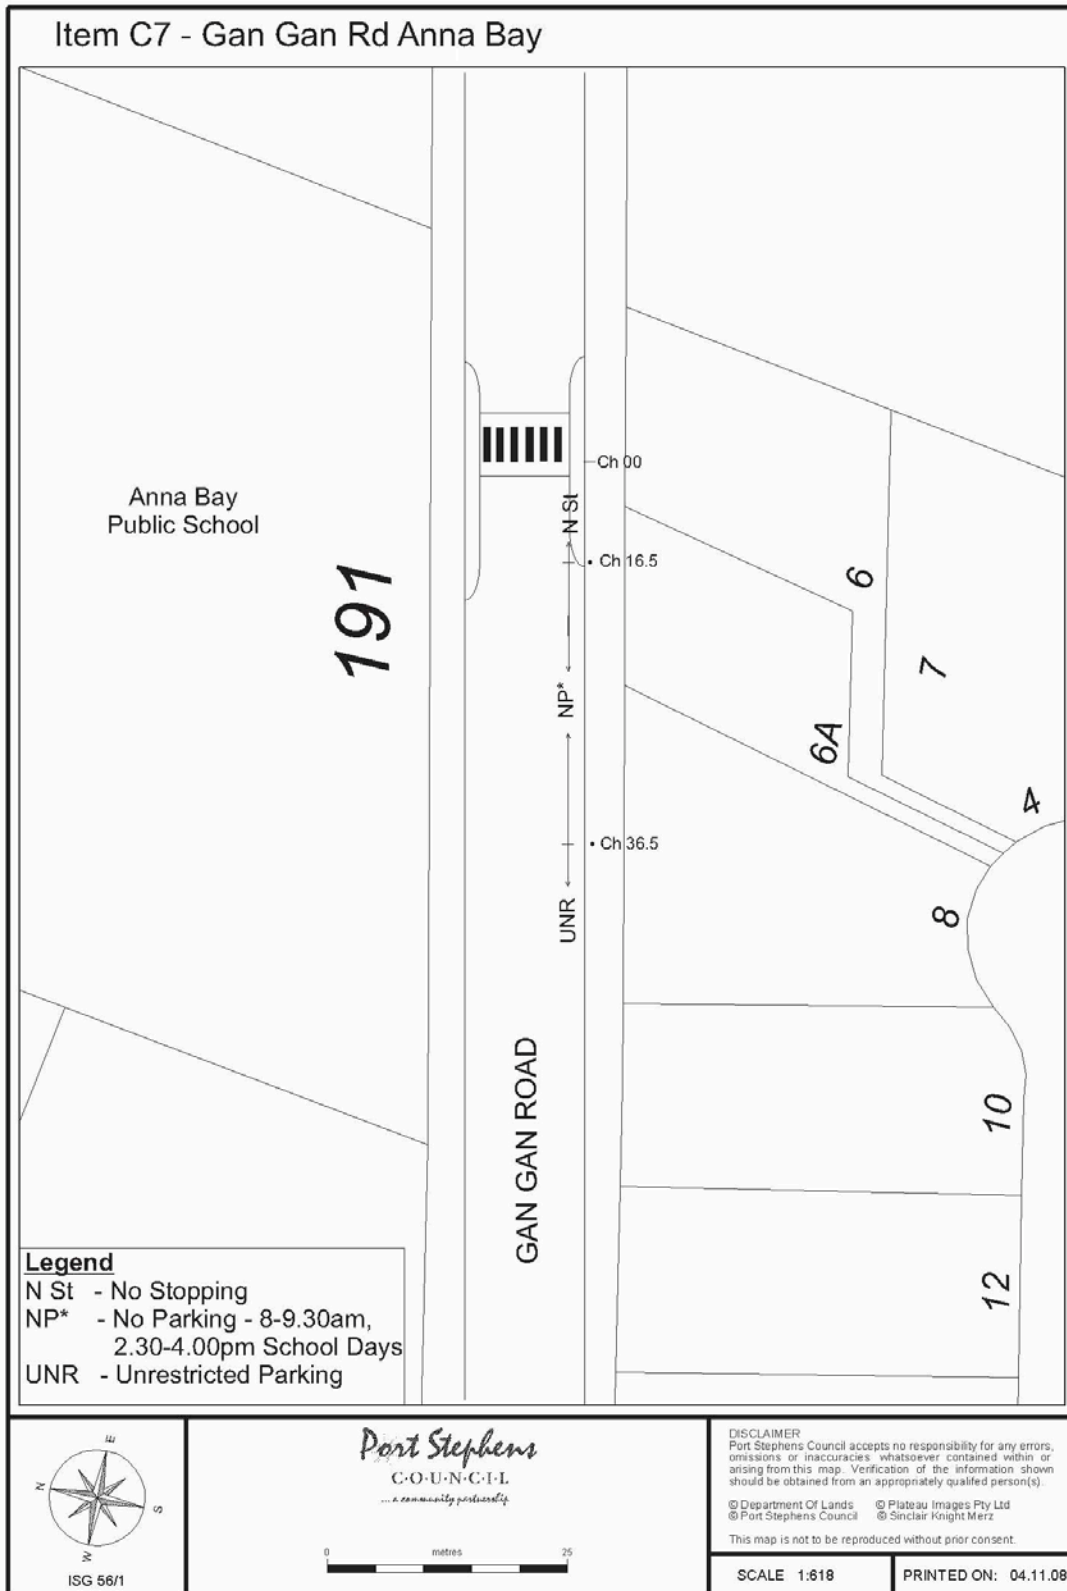 Item C7 - Gan Gan Rd Anna Bay
Ch 00
Anna Bay
Public School
N St
Ch 16.5
191
6
7
NP*
6A
4
Ch 36.5
UNR
8
GAN GAN ROAD
10
12
Legend
N St - No Stopping
NP* - No Parking - 8-9.30am,
2.30-4.00pm School Days
UNR - Unrestricted Parking
E
N
S
W
ISG 56/1
Port Stephens
C·O·U·N·C·I·L
... a community partnership
0 metres 25
DISCLAIMER
Port Stephens Council accepts no responsibility for any errors,
omissions or inaccuracies whatsoever contained within or
arising from this map. Verification of the information shown
should be obtained from an appropriately qualifed person(s).
© Department Of Lands © Plateau Images Pty Ltd
© Port Stephens Council © Sinclair Knight Merz
This map is not to be reproduced without prior consent.
SCALE 1:618
PRINTED ON: 04.11.08